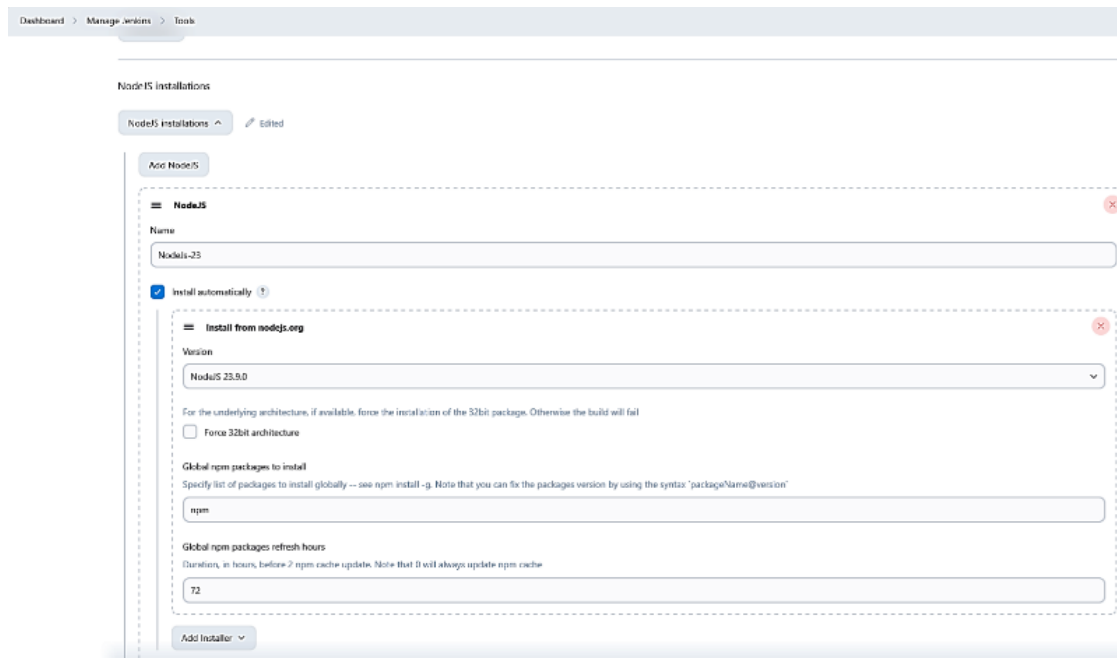 Dashboard > Manage Jenkins > Tools
NodeJS installations
NodeJS installations
Edited
Add NodeJS
NodeJS
Name
NodeJs-23
Install automatically ?
Install from nodejs.org
Version
NodeJS 23.9.0
For the underlying architecture, if available, force the installation of the 32bit package. Otherwise the build will fail
Force 32bit architecture
Global npm packages to install
Specify list of packages to install globally -- see npm install -g. Note that you can fix the packages version by using the syntax `packageName@version`
npm
Global npm packages refresh hours
Duration, in hours, before 2 npm cache update. Note that 0 will always update npm cache
72
Add Installer